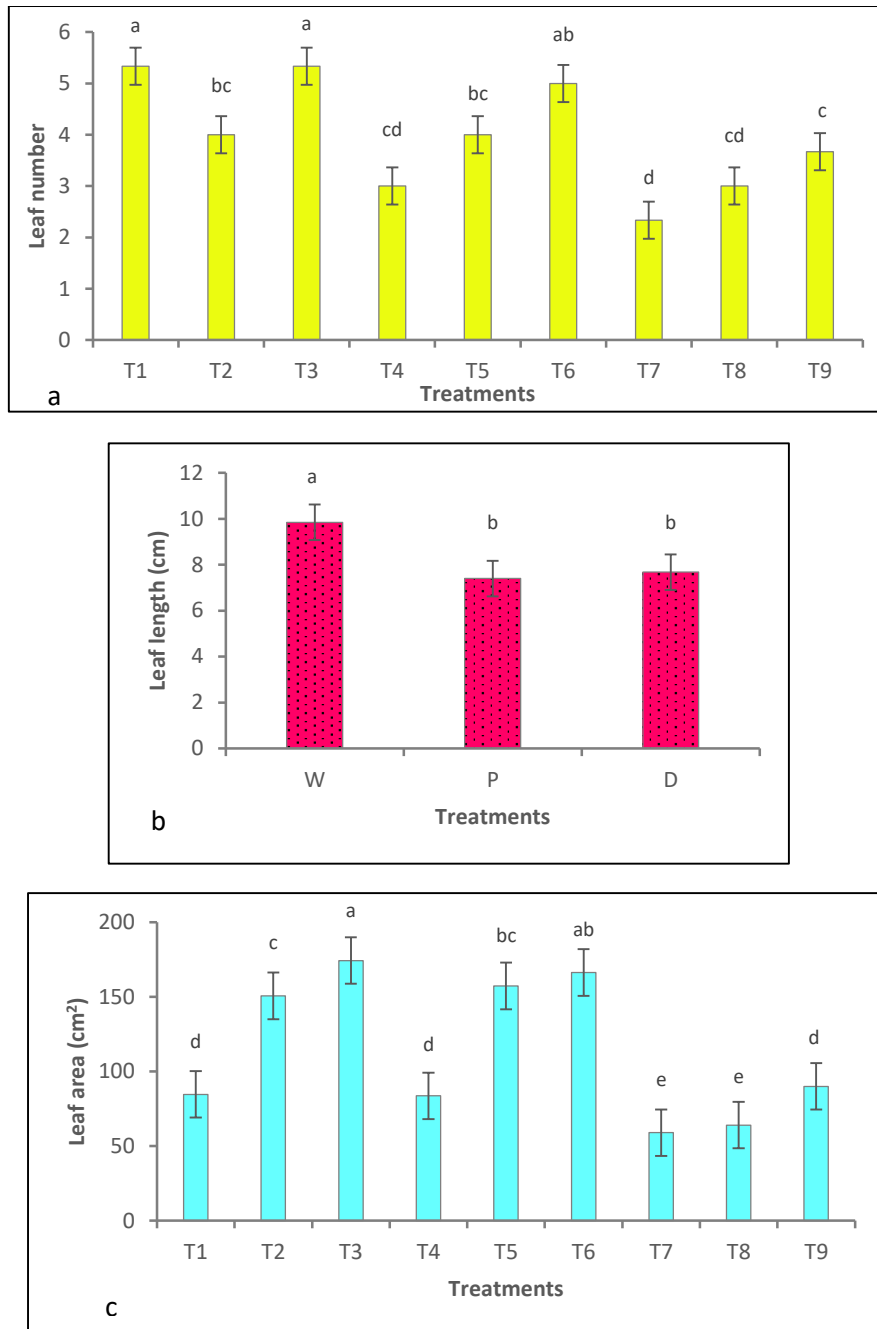 6
5
4
3
2
1
0
Leaf number
a
bc
a
cd
bc
ab
d
cd
c
T1 T2 T3 T4 T5 T6 T7 T8 T9
Treatments
a
12
10
8
6
4
2
0
Leaf length (cm)
a
b
b
W P D
Treatments
b
200
150
100
50
0
Leaf area (cm²)
d
c
a
d
bc
ab
e
e
d
T1 T2 T3 T4 T5 T6 T7 T8 T9
Treatments
c